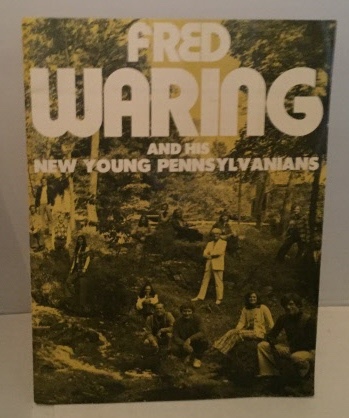 FRED
WARING
AND HIS
NEW YOUNG PENNSYLVANIANS